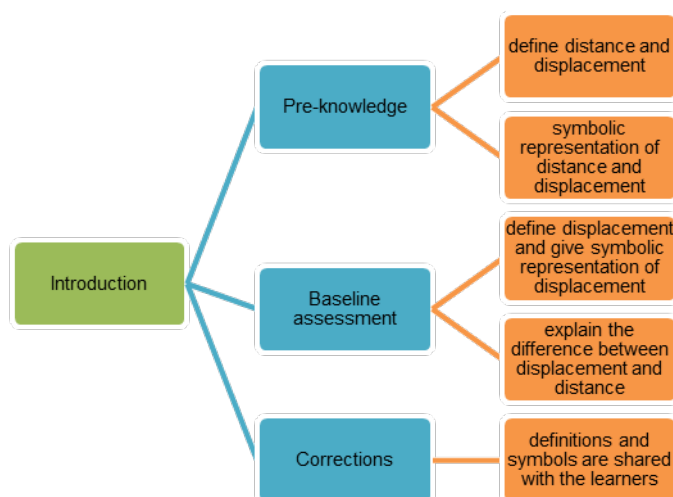 define distance and
displacement
Pre-knowledge
symbolic
representation of
distance and
displacement
define displacement
and give symbolic
representation of
displacement
Introduction
Baseline
assessment
explain the
difference between
displacement and
distance
Corrections
definitions and
symbols are shared
with the learners